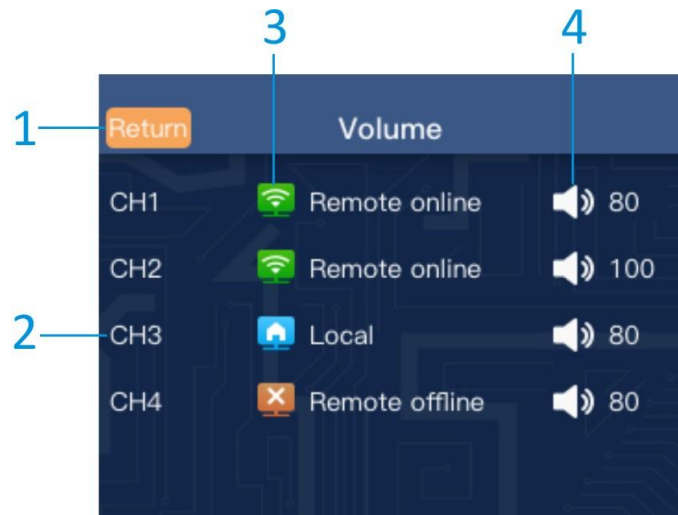 3 4
1 Return Volume
CH1 Remote online 80
CH2 Remote online 100
2 CH3 Local 80
CH4 Remote offline 80